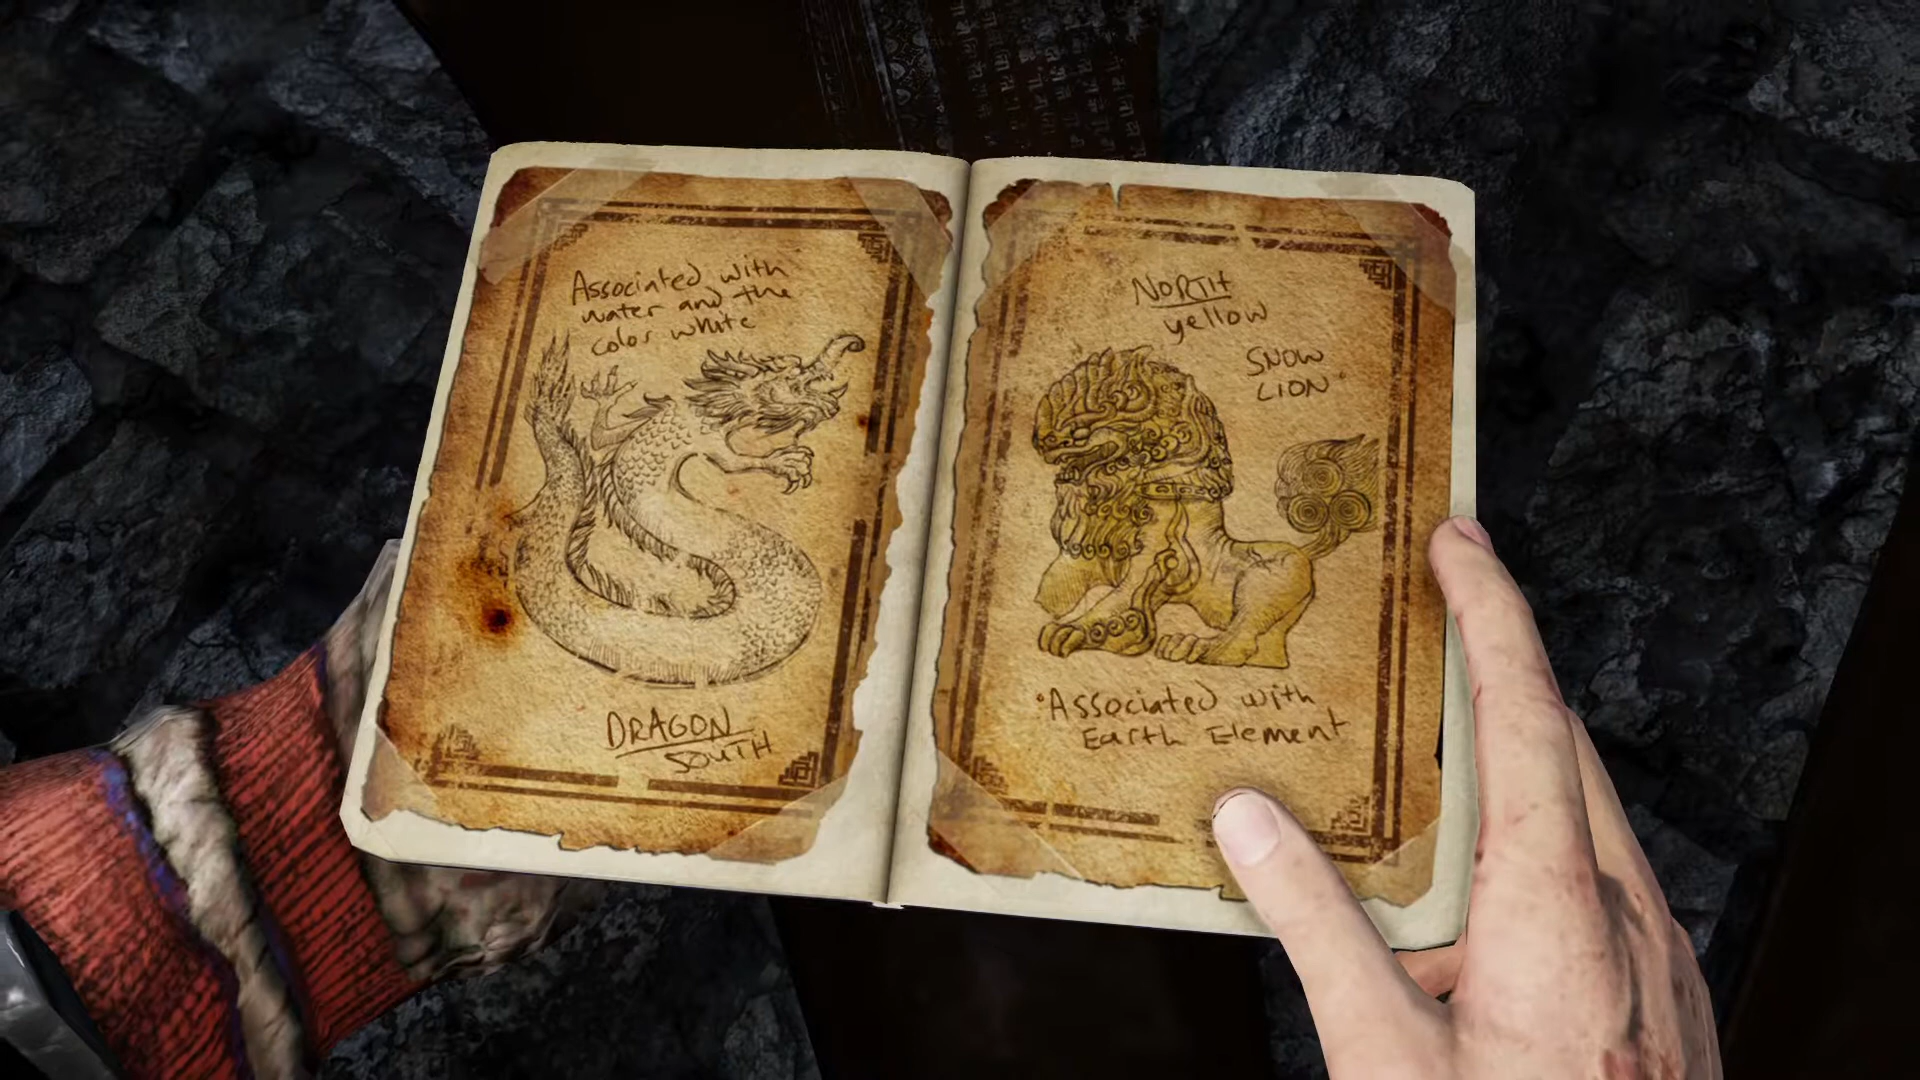 Associated with
water and the
color white
DRAGON
SOUTH
NORTH
yellow
SNOW
LION
•Associated with
Earth Element